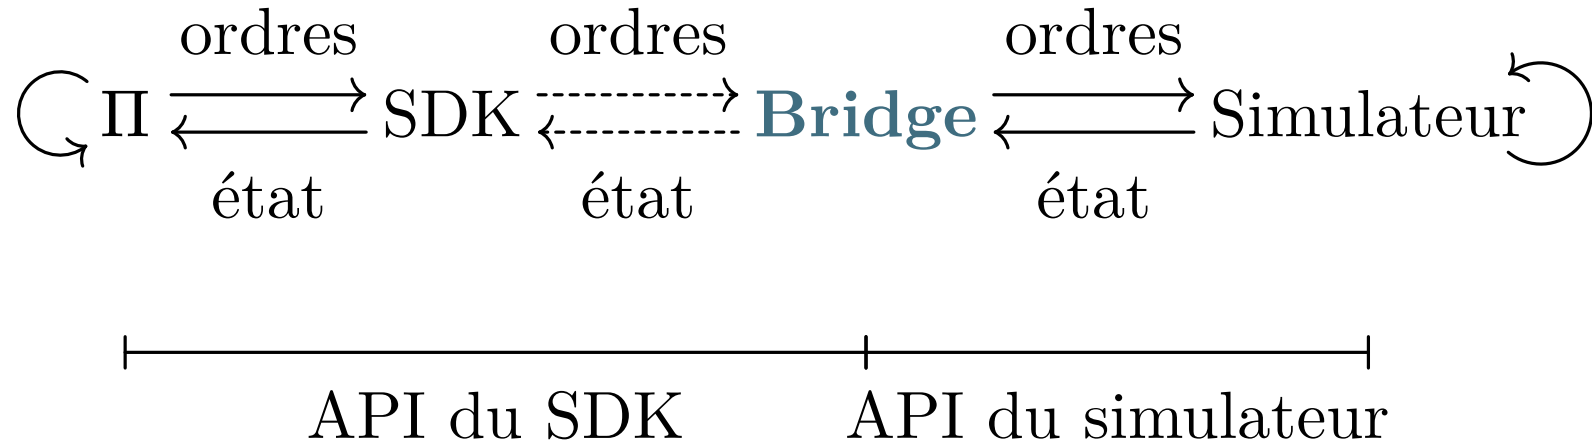 ordres ordres ordres
Π SDK Bridge Simulateur
état état état
API du SDK API du simulateur